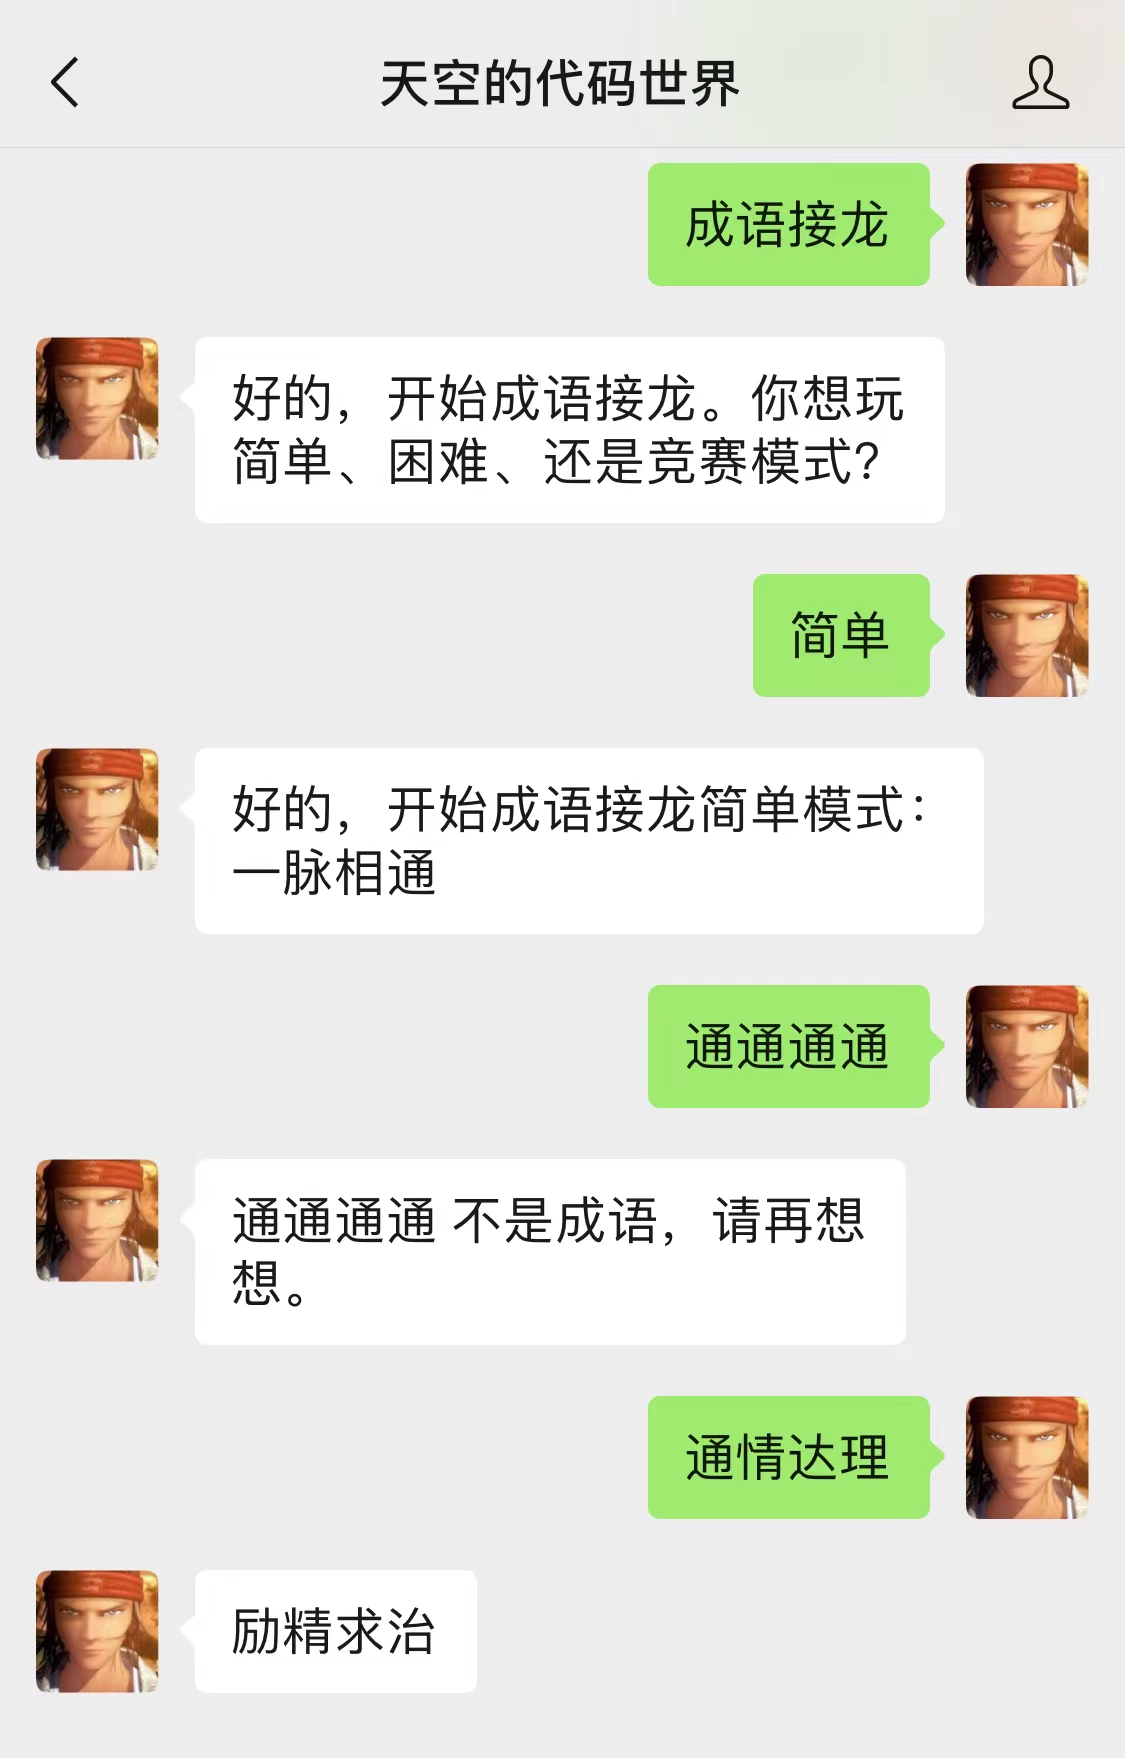 天空的代码世界
成语接龙
好的，开始成语接龙。你想玩
简单、困难、还是竞赛模式？
简单
好的，开始成语接龙简单模式：
一脉相通
通通通通
通通通通 不是成语，请再想
想。
通情达理
励精求治